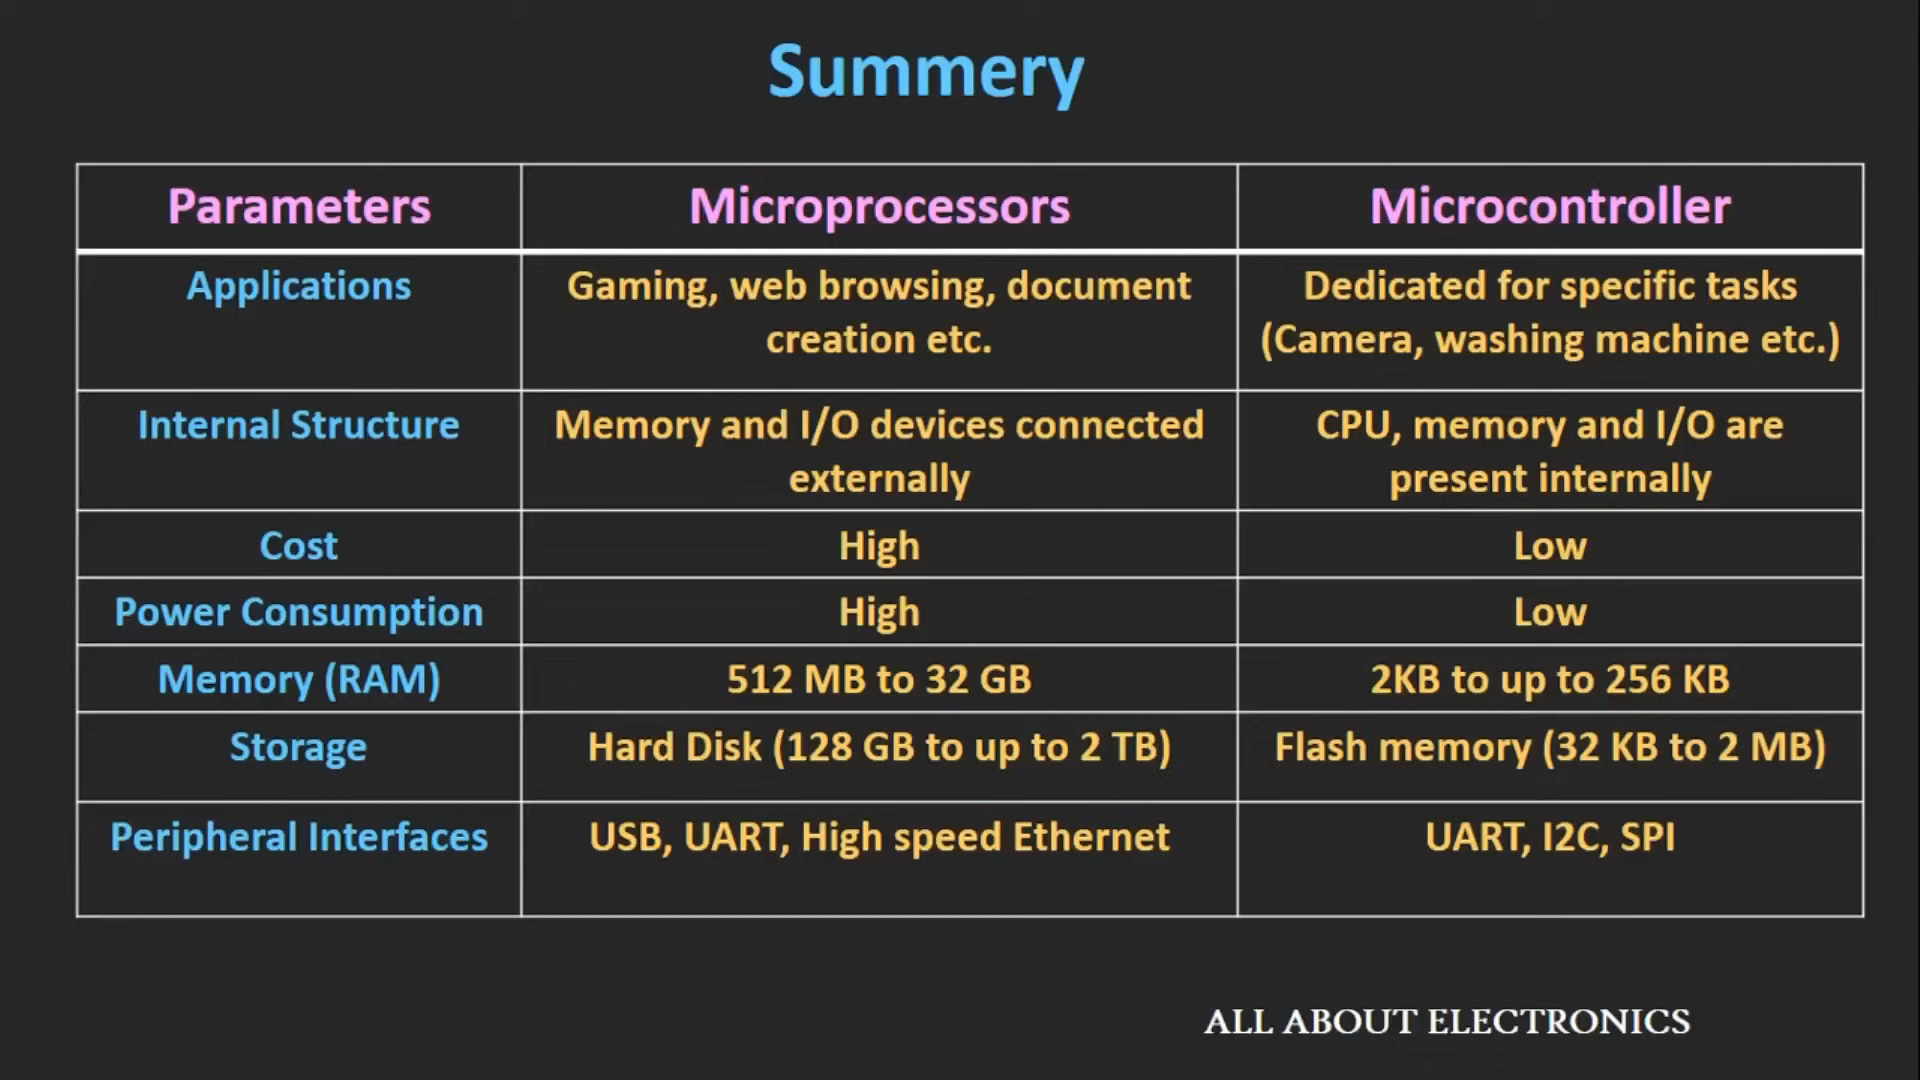 Summery
Parameters
Microprocessors
Microcontroller
Applications
Gaming, web browsing, document
creation etc.
Dedicated for specific tasks
(Camera, washing machine etc.)
Internal Structure
Memory and I/O devices connected
externally
CPU, memory and I/O are
present internally
Cost
High
Low
Power Consumption
High
Low
Memory (RAM)
512 MB to 32 GB
2KB to up to 256 KB
Storage
Hard Disk (128 GB to up to 2 TB)
Flash memory (32 KB to 2 MB)
Peripheral Interfaces
USB, UART, High speed Ethernet
UART, I2C, SPI
ALL ABOUT ELECTRONICS